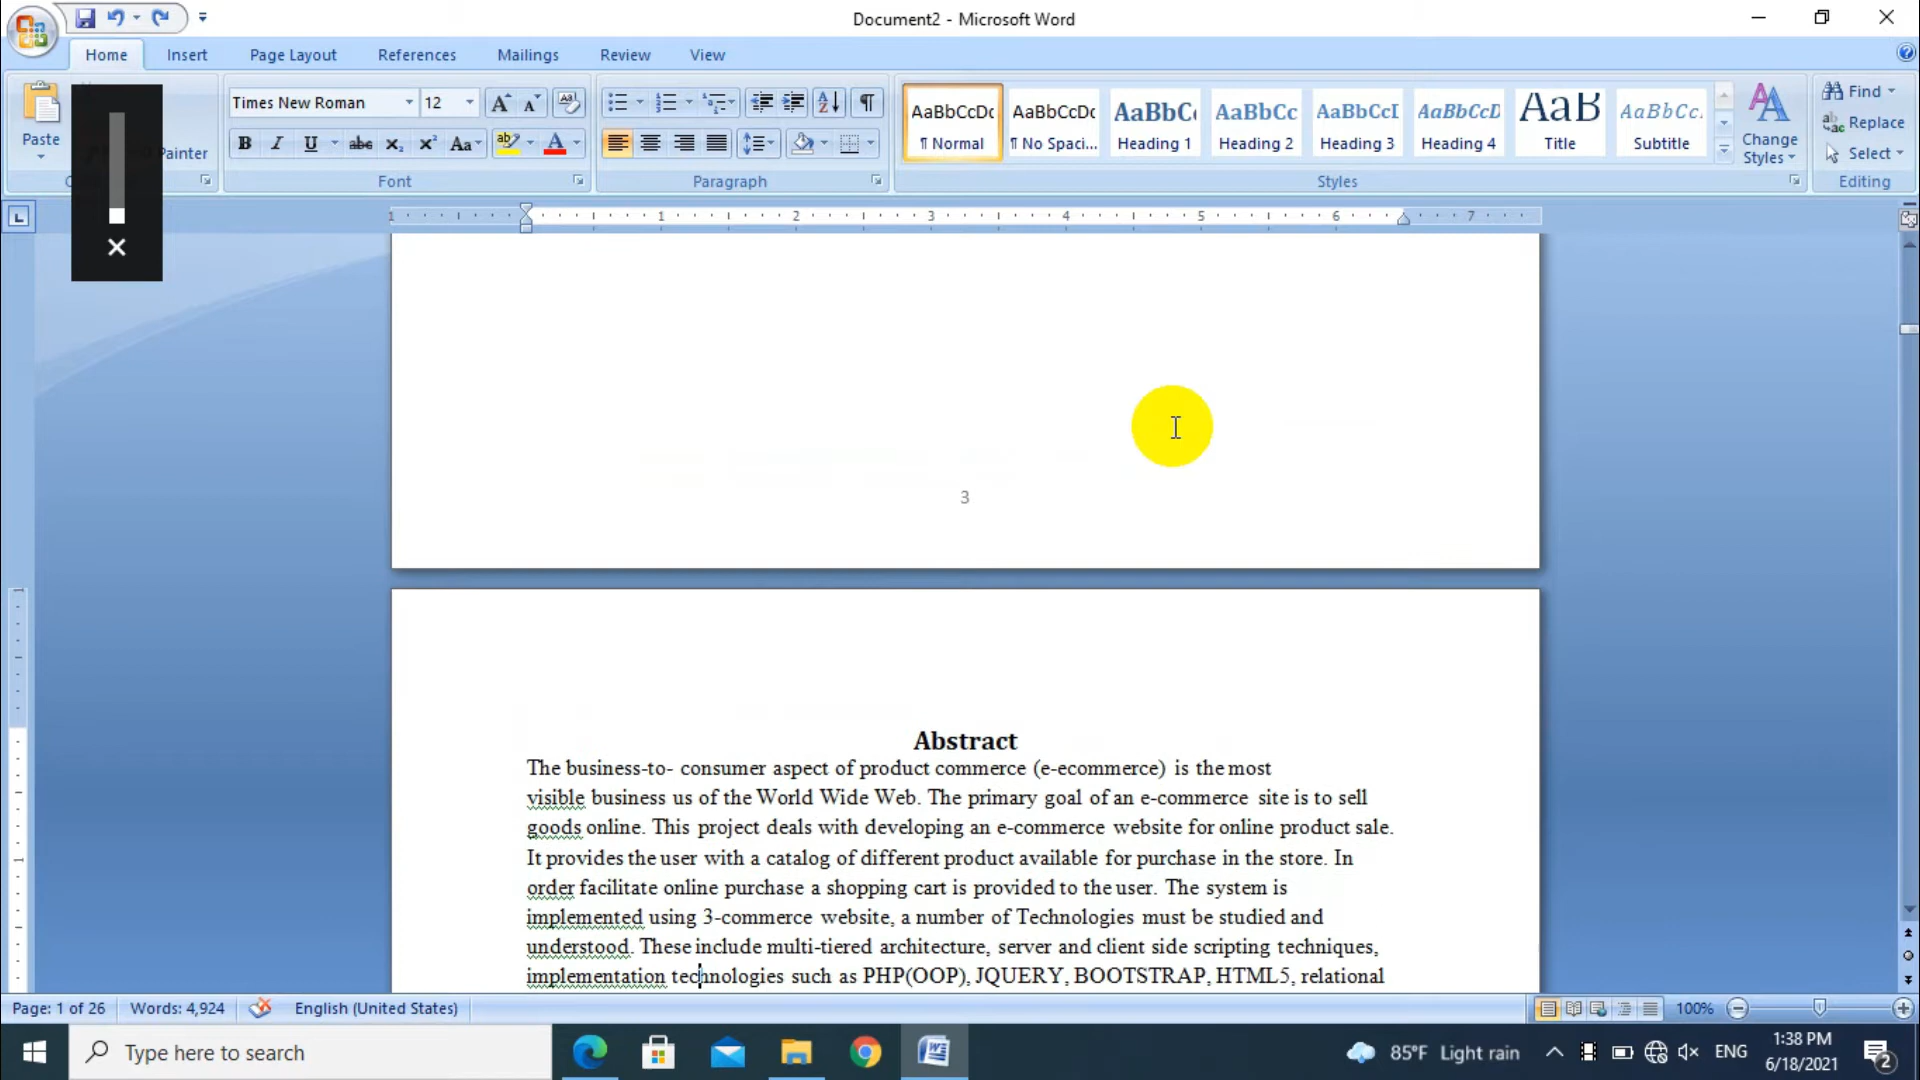 Document2 - Microsoft Word
Home Insert Page Layout References Mailings Review View
Paste
Painter
Times New Roman 12
Font
Paragraph
AaBbCcDc AaBbCcDc AaBbC AaBbCc AaBbCcI AaBbCcD AaB AaBbCc.
¶ Normal ¶ No Spaci... Heading 1 Heading 2 Heading 3 Heading 4 Title Subtitle
Change
Styles
Styles
Find
Replace
Select
Editing
1 1 2 3 4 5 6 7
3
Abstract
The business-to- consumer aspect of product commerce (e-ecommerce) is the most
visible business us of the World Wide Web. The primary goal of an e-commerce site is to sell
goods online. This project deals with developing an e-commerce website for online product sale.
It provides the user with a catalog of different product available for purchase in the store. In
order facilitate online purchase a shopping cart is provided to the user. The system is
implemented using 3-commerce website, a number of Technologies must be studied and
understood. These include multi-tiered architecture, server and client side scripting techniques,
implementation technologies such as PHP(OOP), JQUERY, BOOTSTRAP, HTML5, relational
Page: 1 of 26 Words: 4,924 English (United States) 100%
Type here to search
85°F Light rain ENG
1:38 PM
6/18/2021
2